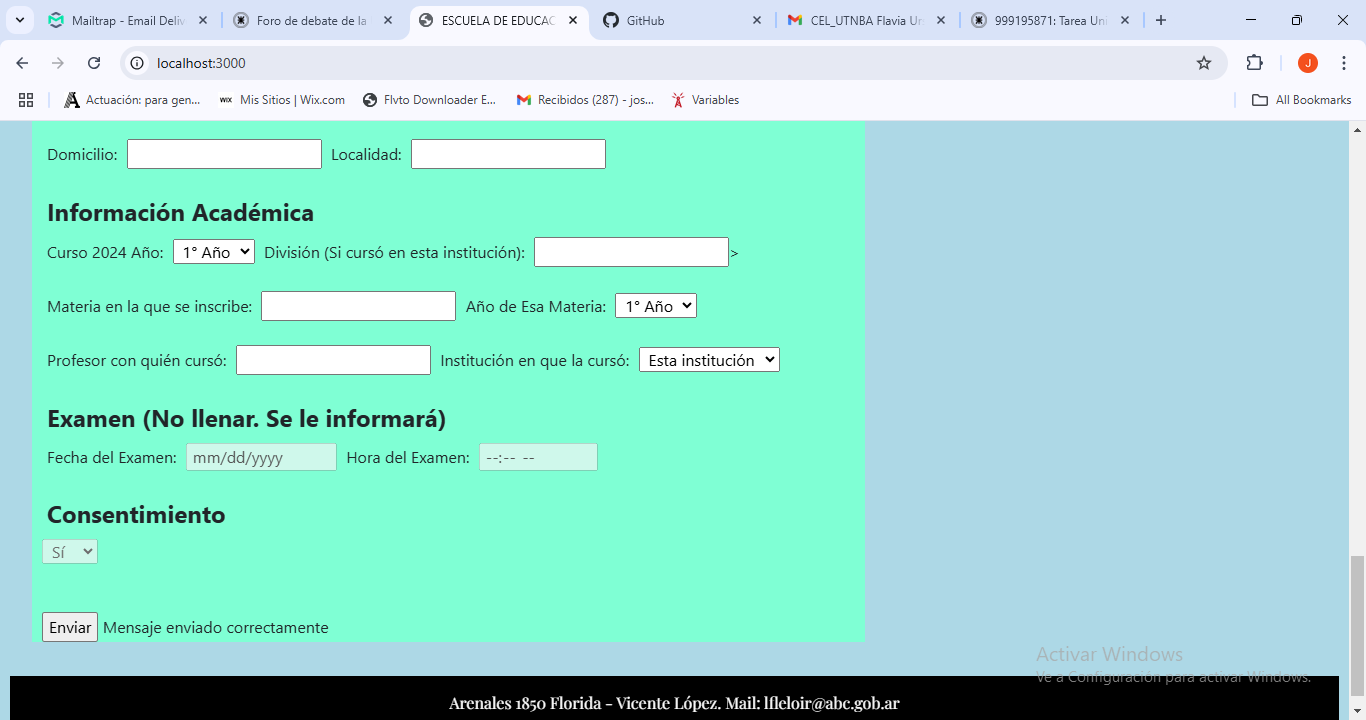 Mailtrap - Email Deliv
Foro de debate de la
ESCUELA DE EDUCAC
GitHub
CEL_UTNBA Flavia Ur
999195871: Tarea Uni
localhost:3000
J
Actuación: para gen...
WIX Mis Sitios | Wix.com
Flvto Downloader E...
Recibidos (287) - jos...
Variables
All Bookmarks
Domicilio: Localidad:
Información Académica
Curso 2024 Año: 1° Año División (Si cursó en esta institución): >
Materia en la que se inscribe: Año de Esa Materia: 1° Año
Profesor con quién cursó: Institución en que la cursó: Esta institución
Examen (No llenar. Se le informará)
Fecha del Examen: mm/dd/yyyy Hora del Examen: --:-- --
Consentimiento
Sí
Enviar Mensaje enviado correctamente
Activar Windows
Ve a Configuración para activar Windows.
Arenales 1850 Florida - Vicente López. Mail: lfleloir@abc.gob.ar